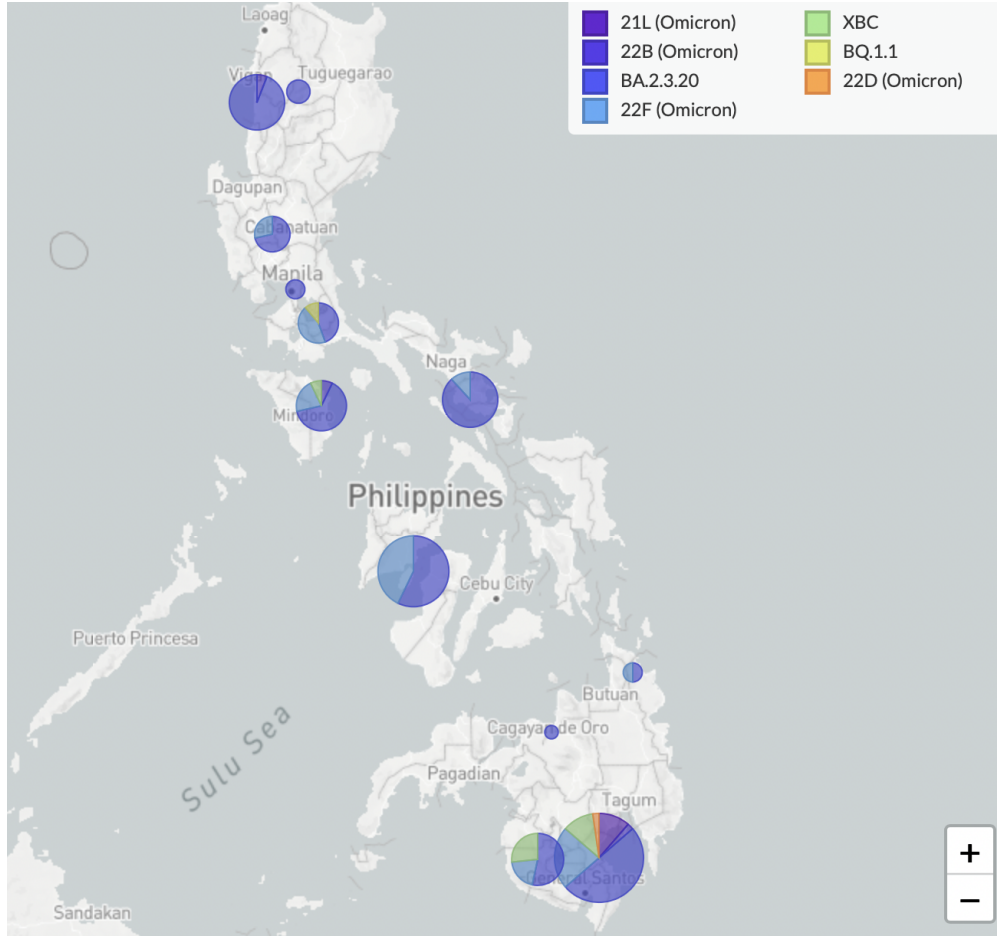 21L (Omicron)
22B (Omicron)
BA.2.3.20
22F (Omicron)
XBC
BQ.1.1
22D (Omicron)
Laoag
Vigan
Tuguegarao
Dagupan
Cabanatuan
Manila
Naga
Mindoro
Philippines
Cebu City
Puerto Princesa
Butuan
Sulu Sea
Cagayan de Oro
Pagadian
Tagum
General Santos
Sandakan
+
−